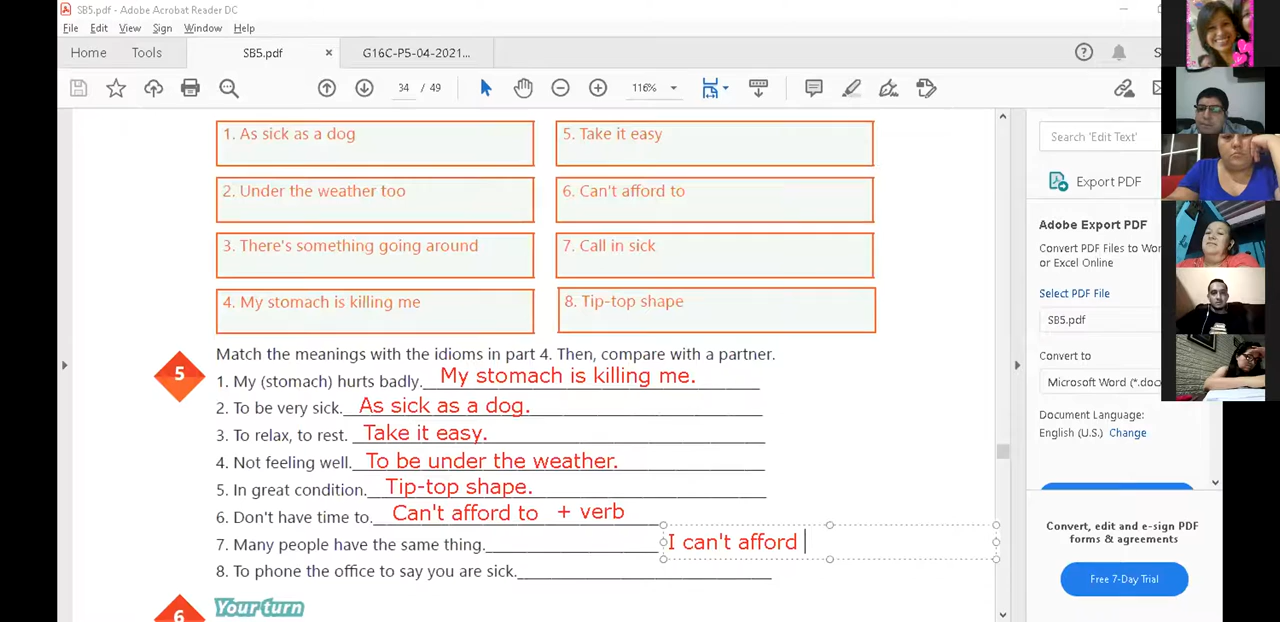 SB5.pdf - Adobe Acrobat Reader DC
File Edit View Sign Window Help
Home Tools SB5.pdf × G16C-P5-04-2021...
34 / 49 116%
1. As sick as a dog
5. Take it easy
2. Under the weather too
6. Can't afford to
3. There's something going around
7. Call in sick
4. My stomach is killing me
8. Tip-top shape
5 Match the meanings with the idioms in part 4. Then, compare with a partner.
1. My (stomach) hurts badly. My stomach is killing me.
2. To be very sick. As sick as a dog.
3. To relax, to rest. Take it easy.
4. Not feeling well. To be under the weather.
5. In great condition. Tip-top shape.
6. Don't have time to. Can't afford to + verb
7. Many people have the same thing. I can't afford
8. To phone the office to say you are sick.
6 Your turn
Search 'Edit Text'
Export PDF
Adobe Export PDF
Convert PDF Files to Wor
or Excel Online
Select PDF File
SB5.pdf
Convert to
Microsoft Word (*.doc
Document Language:
English (U.S.) Change
Convert, edit and e-sign PDF
forms & agreements
Free 7-Day Trial